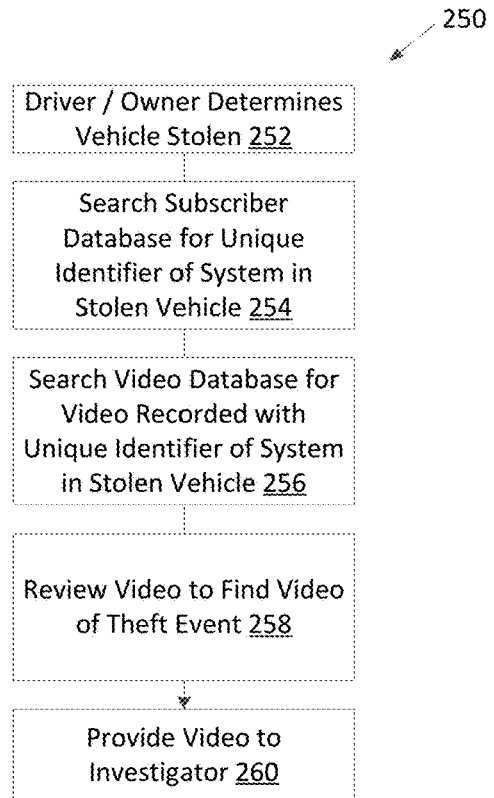 250
Driver / Owner Determines
Vehicle Stolen 252
Search Subscriber
Database for Unique
Identifier of System in
Stolen Vehicle 254
Search Video Database for
Video Recorded with
Unique Identifier of System
in Stolen Vehicle 256
Review Video to Find Video
of Theft Event 258
Provide Video to
Investigator 260